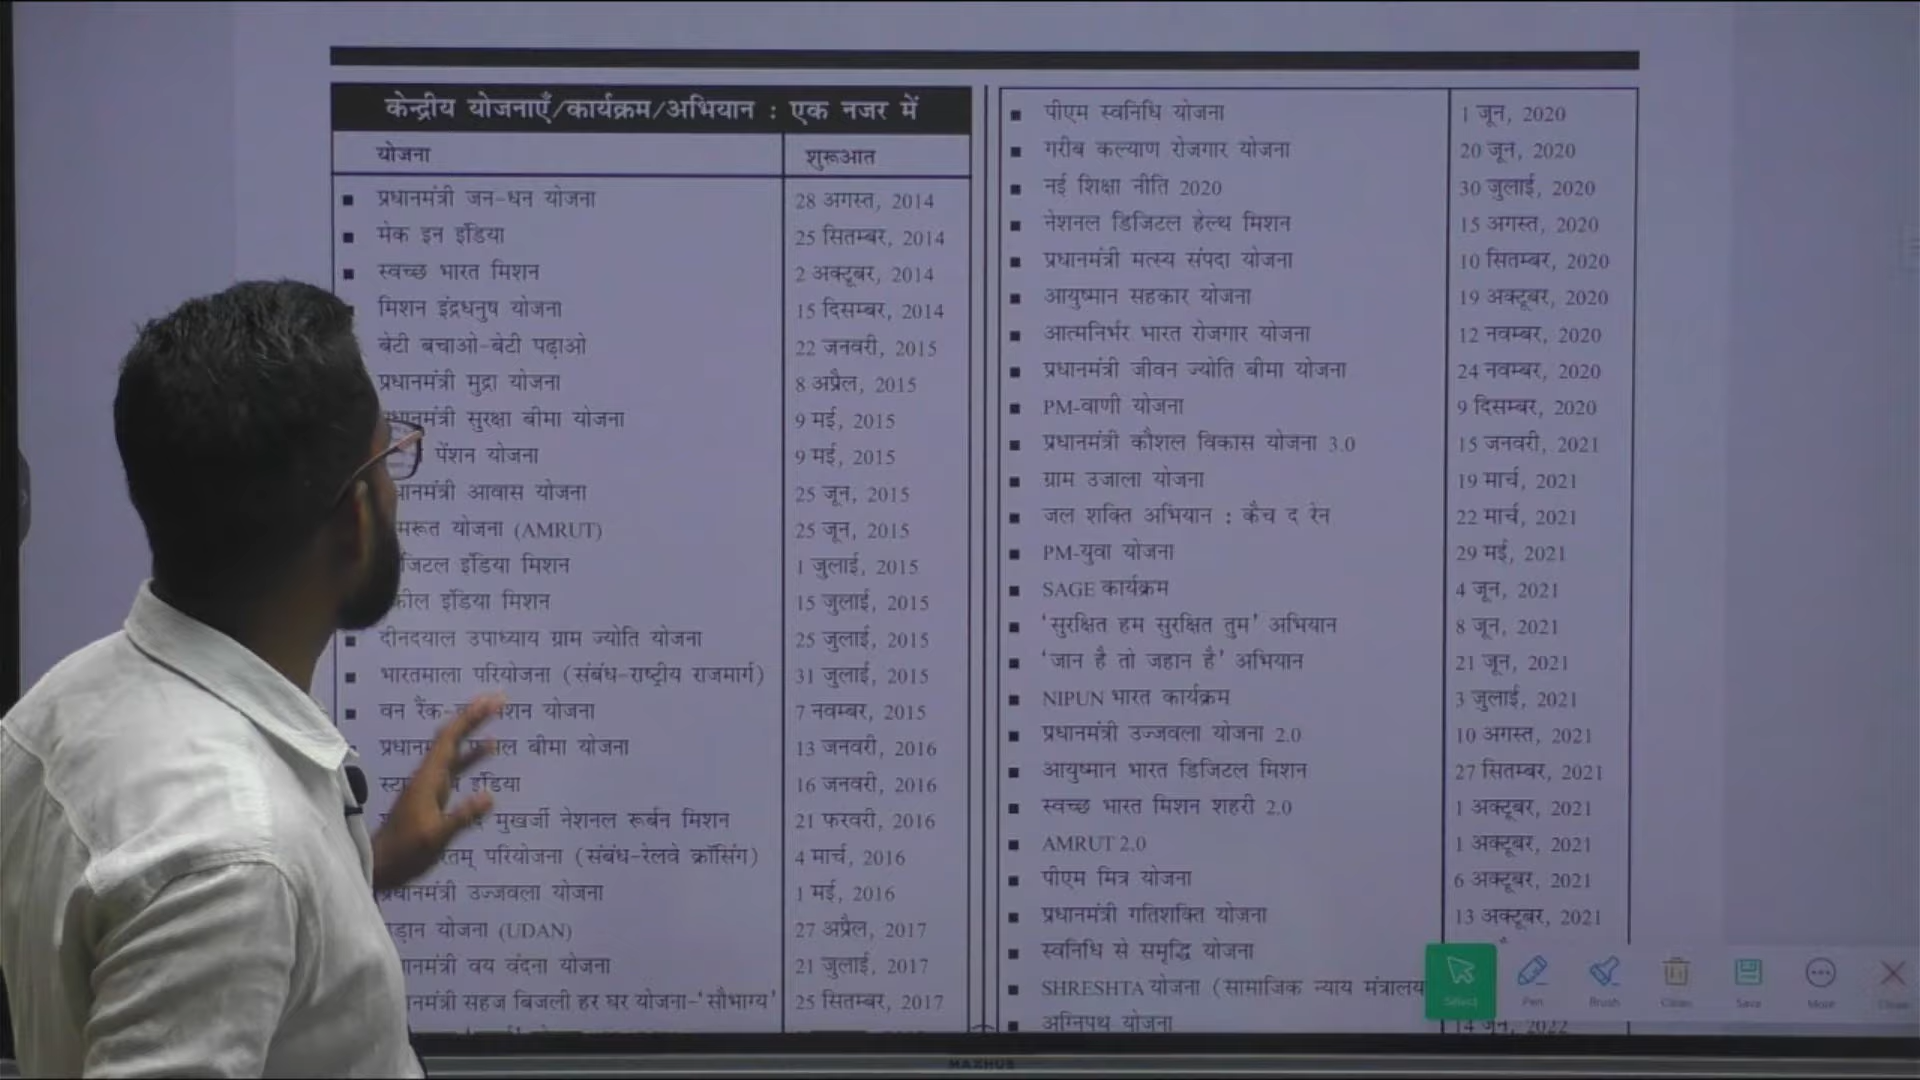 केन्द्रीय योजनाएँ/कार्यक्रम/अभियान : एक नजर में
योजना शुरूआत
प्रधानमंत्री जन-धन योजना 28 अगस्त, 2014
मेक इन इंडिया 25 सितम्बर, 2014
स्वच्छ भारत मिशन 2 अक्टूबर, 2014
मिशन इंद्रधनुष योजना 15 दिसम्बर, 2014
बेटी बचाओ-बेटी पढ़ाओ 22 जनवरी, 2015
प्रधानमंत्री मुद्रा योजना 8 अप्रैल, 2015
सुरक्षा बीमा योजना 9 मई, 2015
पेंशन योजना 9 मई, 2015
आवास योजना 25 जून, 2015
योजना (AMRUT) 25 जून, 2015
इंडिया मिशन 1 जुलाई, 2015
इंडिया मिशन 15 जुलाई, 2015
दीनदयाल उपाध्याय ग्राम ज्योति योजना 25 जुलाई, 2015
भारतमाला परियोजना (संबंध-राष्ट्रीय राजमार्ग) 31 जुलाई, 2015
वन रैंक- योजना 7 नवम्बर, 2015
बीमा योजना 13 जनवरी, 2016
इंडिया 16 जनवरी, 2016
मुखर्जी नेशनल रूर्बन मिशन 21 फरवरी, 2016
परियोजना (संबंध-रेलवे क्रॉसिंग) 4 मार्च, 2016
प्रधानमंत्री उज्जवला योजना 1 मई, 2016
योजना (UDAN) 27 अप्रैल, 2017
वय वंदना योजना 21 जुलाई, 2017
सहज बिजली हर घर योजना-'सौभाग्य' 25 सितम्बर, 2017
पीएम स्वनिधि योजना 1 जून, 2020
गरीब कल्याण रोजगार योजना 20 जून, 2020
नई शिक्षा नीति 2020 30 जुलाई, 2020
नेशनल डिजिटल हेल्थ मिशन 15 अगस्त, 2020
प्रधानमंत्री मत्स्य संपदा योजना 10 सितम्बर, 2020
आयुष्मान सहकार योजना 19 अक्टूबर, 2020
आत्मनिर्भर भारत रोजगार योजना 12 नवम्बर, 2020
प्रधानमंत्री जीवन ज्योति बीमा योजना 24 नवम्बर, 2020
PM-वाणी योजना 9 दिसम्बर, 2020
प्रधानमंत्री कौशल विकास योजना 3.0 15 जनवरी, 2021
ग्राम उजाला योजना 19 मार्च, 2021
जल शक्ति अभियान : कैच द रेन 22 मार्च, 2021
PM-युवा योजना 29 मई, 2021
SAGE कार्यक्रम 4 जून, 2021
'सुरक्षित हम सुरक्षित तुम' अभियान 8 जून, 2021
'जान है तो जहान है' अभियान 21 जून, 2021
NIPUN भारत कार्यक्रम 3 जुलाई, 2021
प्रधानमंत्री उज्जवला योजना 2.0 10 अगस्त, 2021
आयुष्मान भारत डिजिटल मिशन 27 सितम्बर, 2021
स्वच्छ भारत मिशन शहरी 2.0 1 अक्टूबर, 2021
AMRUT 2.0 1 अक्टूबर, 2021
पीएम मित्र योजना 6 अक्टूबर, 2021
प्रधानमंत्री गतिशक्ति योजना 13 अक्टूबर, 2021
स्वनिधि से समृद्धि योजना
SHRESHTA योजना (सामाजिक न्याय मंत्रालय
अग्निपथ योजना 14 जून, 2022
Select Pen Brush Clean Save More Close
MAXHUB